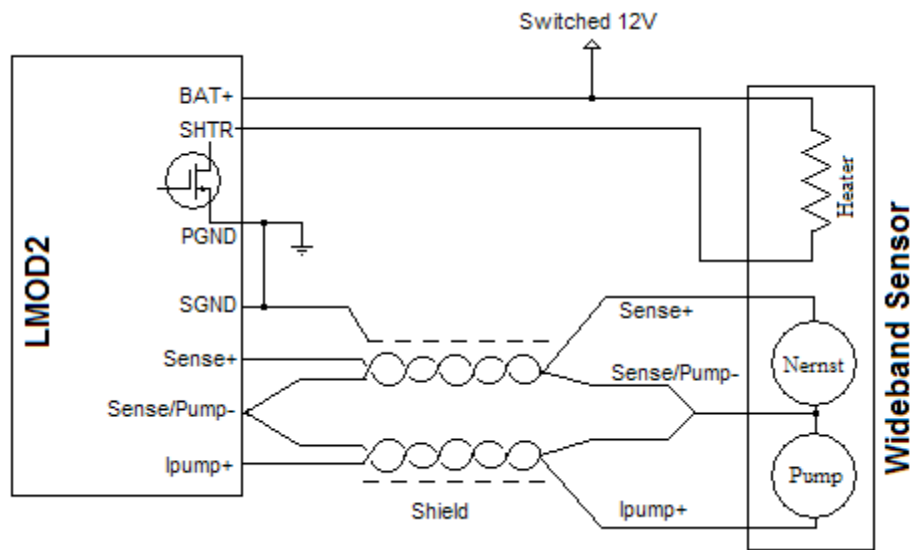 Switched 12V
BAT+
SHTR
Heater
PGND
LMOD2
SGND
Sense+
Sense+
Nernst
Sense/Pump-
Sense/Pump-
Wideband Sensor
Ipump+
Pump
Shield
Ipump+